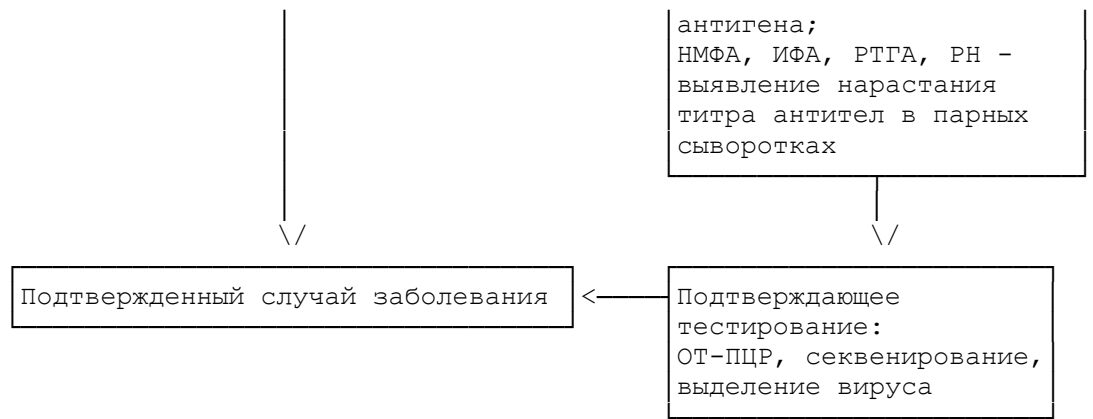 антигена;
НМФА, ИФА, РТГА, РН -
выявление нарастания
титра антител в парных
сыворотках
\/
\/
Подтвержденный случай заболевания
<
Подтверждающее
тестирование:
ОТ-ПЦР, секвенирование,
выделение вируса